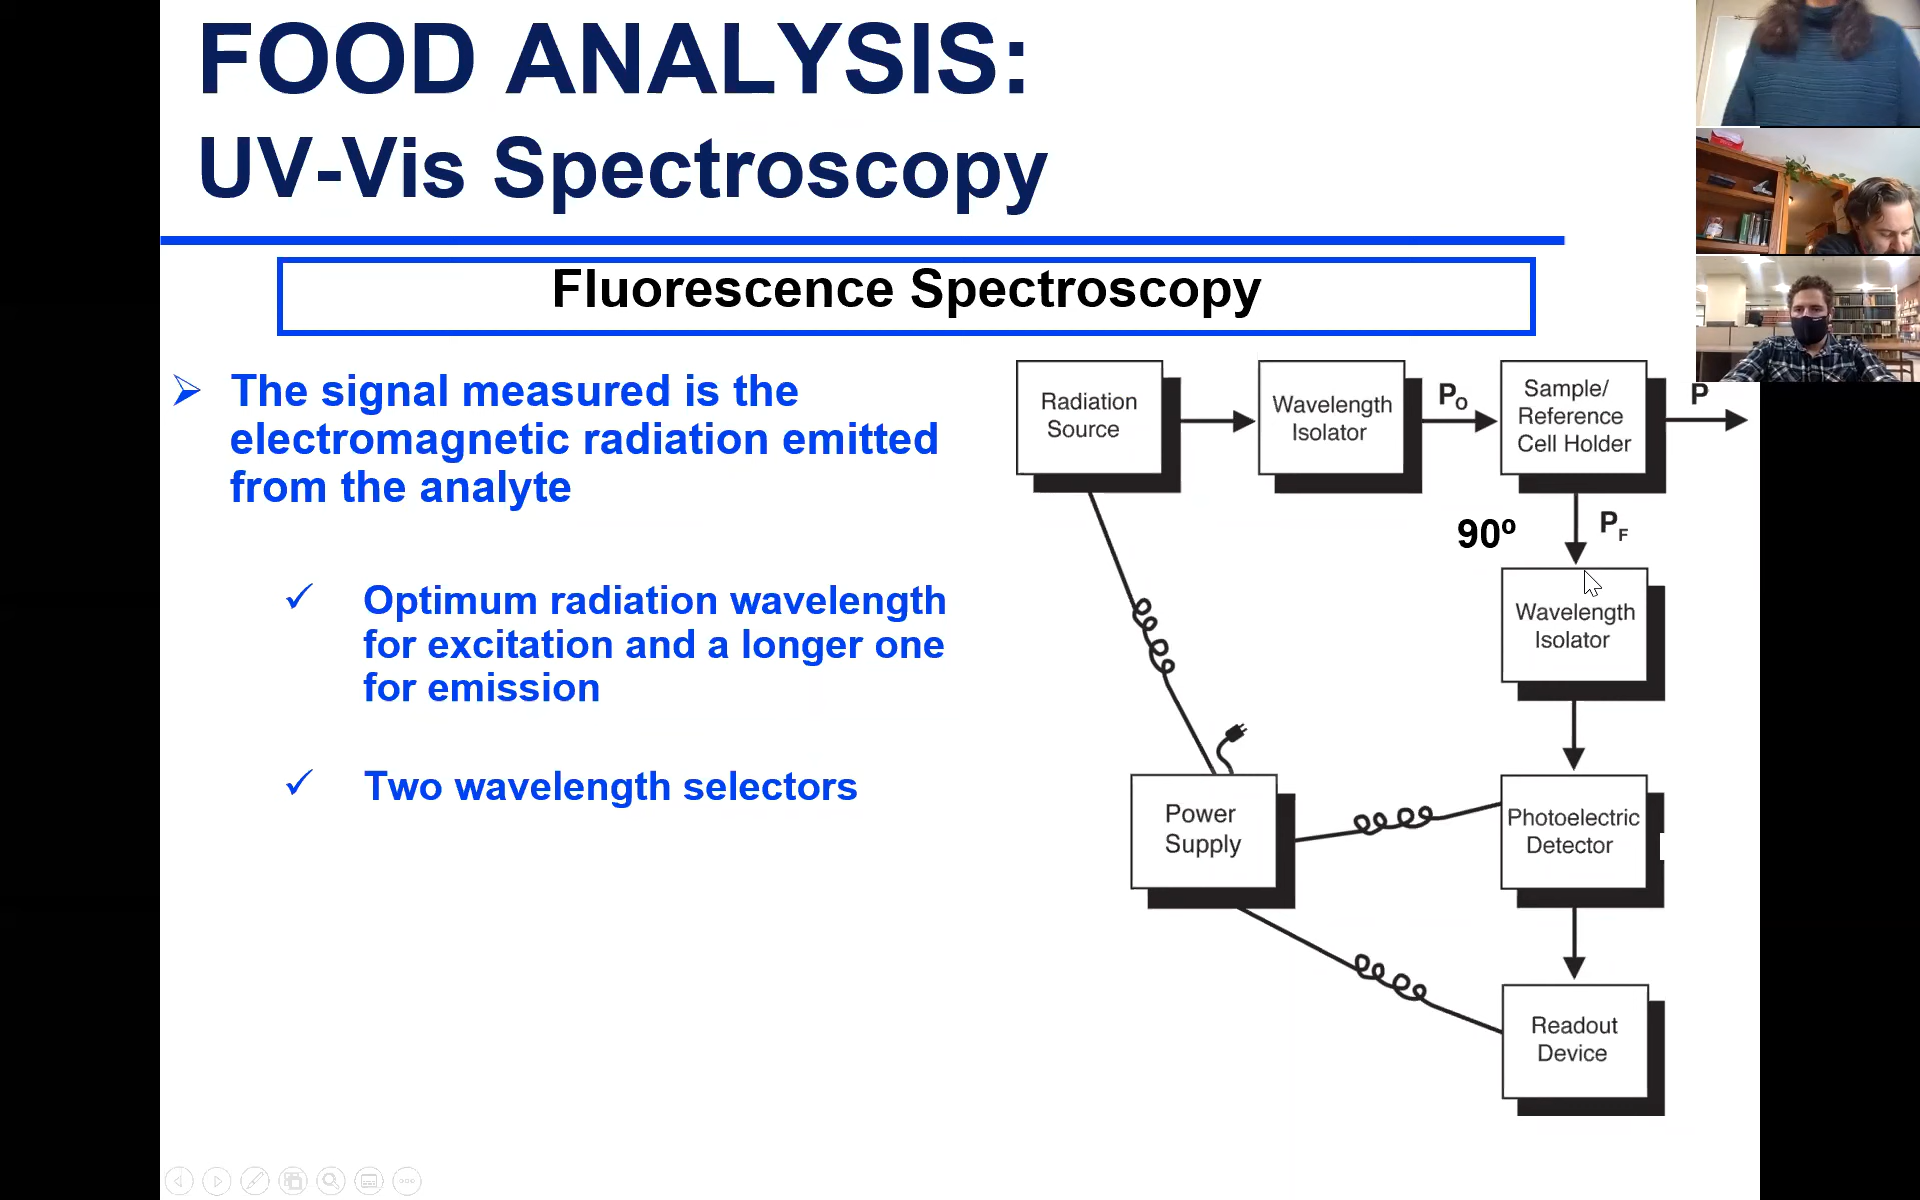 FOOD ANALYSIS:
UV-Vis Spectroscopy
Fluorescence Spectroscopy
The signal measured is the
electromagnetic radiation emitted
from the analyte
Optimum radiation wavelength
for excitation and a longer one
for emission
Two wavelength selectors
Radiation
Source
Wavelength
Isolator
P₀
Sample/
Reference
Cell Holder
P
90º
P_F
Wavelength
Isolator
Power
Supply
Photoelectric
Detector
Readout
Device